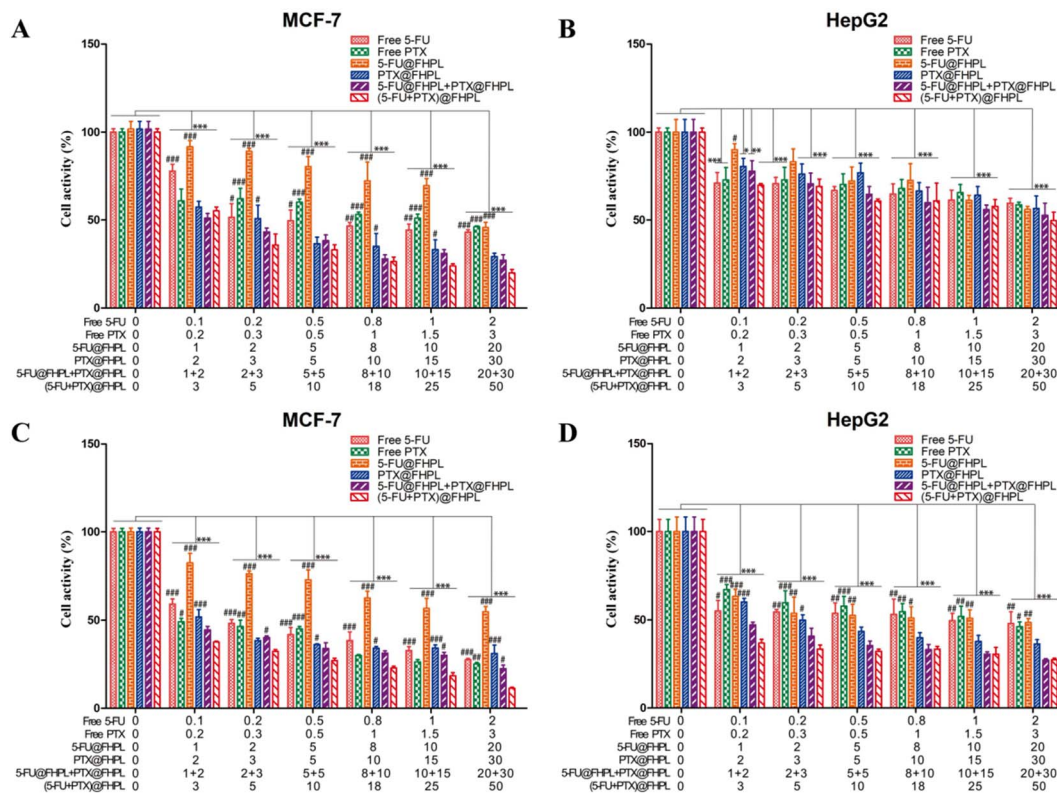 A
MCF-7
150
100
50
0
Cell activity (%)
Free 5-FU
Free PTX
5-FU@FHPL
PTX@FHPL
5-FU@FHPL+PTX@FHPL
(5-FU+PTX)@FHPL
Free 5-FU 0 0.1 0.2 0.5 0.8 1 2
Free PTX 0 0.2 0.3 0.5 1 1.5 3
5-FU@FHPL 0 1 2 5 8 10 20
PTX@FHPL 0 2 3 5 10 15 30
5-FU@FHPL+PTX@FHPL 0 1+2 2+3 5+5 8+10 10+15 20+30
(5-FU+PTX)@FHPL 0 3 5 10 18 25 50
B
HepG2
150
100
50
0
Cell activity (%)
Free 5-FU
Free PTX
5-FU@FHPL
PTX@FHPL
5-FU@FHPL+PTX@FHPL
(5-FU+PTX)@FHPL
Free 5-FU 0 0.1 0.2 0.5 0.8 1 2
Free PTX 0 0.2 0.3 0.5 1 1.5 3
5-FU@FHPL 0 1 2 5 8 10 20
PTX@FHPL 0 2 3 5 10 15 30
5-FU@FHPL+PTX@FHPL 0 1+2 2+3 5+5 8+10 10+15 20+30
(5-FU+PTX)@FHPL 0 3 5 10 18 25 50
C
MCF-7
150
100
50
0
Cell activity (%)
Free 5-FU
Free PTX
5-FU@FHPL
PTX@FHPL
5-FU@FHPL+PTX@FHPL
(5-FU+PTX)@FHPL
Free 5-FU 0 0.1 0.2 0.5 0.8 1 2
Free PTX 0 0.2 0.3 0.5 1 1.5 3
5-FU@FHPL 0 1 2 5 8 10 20
PTX@FHPL 0 2 3 5 10 15 30
5-FU@FHPL+PTX@FHPL 0 1+2 2+3 5+5 8+10 10+15 20+30
(5-FU+PTX)@FHPL 0 3 5 10 18 25 50
D
HepG2
150
100
50
0
Cell activity (%)
Free 5-FU
Free PTX
5-FU@FHPL
PTX@FHPL
5-FU@FHPL+PTX@FHPL
(5-FU+PTX)@FHPL
Free 5-FU 0 0.1 0.2 0.5 0.8 1 2
Free PTX 0 0.2 0.3 0.5 1 1.5 3
5-FU@FHPL 0 1 2 5 8 10 20
PTX@FHPL 0 2 3 5 10 15 30
5-FU@FHPL+PTX@FHPL 0 1+2 2+3 5+5 8+10 10+15 20+30
(5-FU+PTX)@FHPL 0 3 5 10 18 25 50